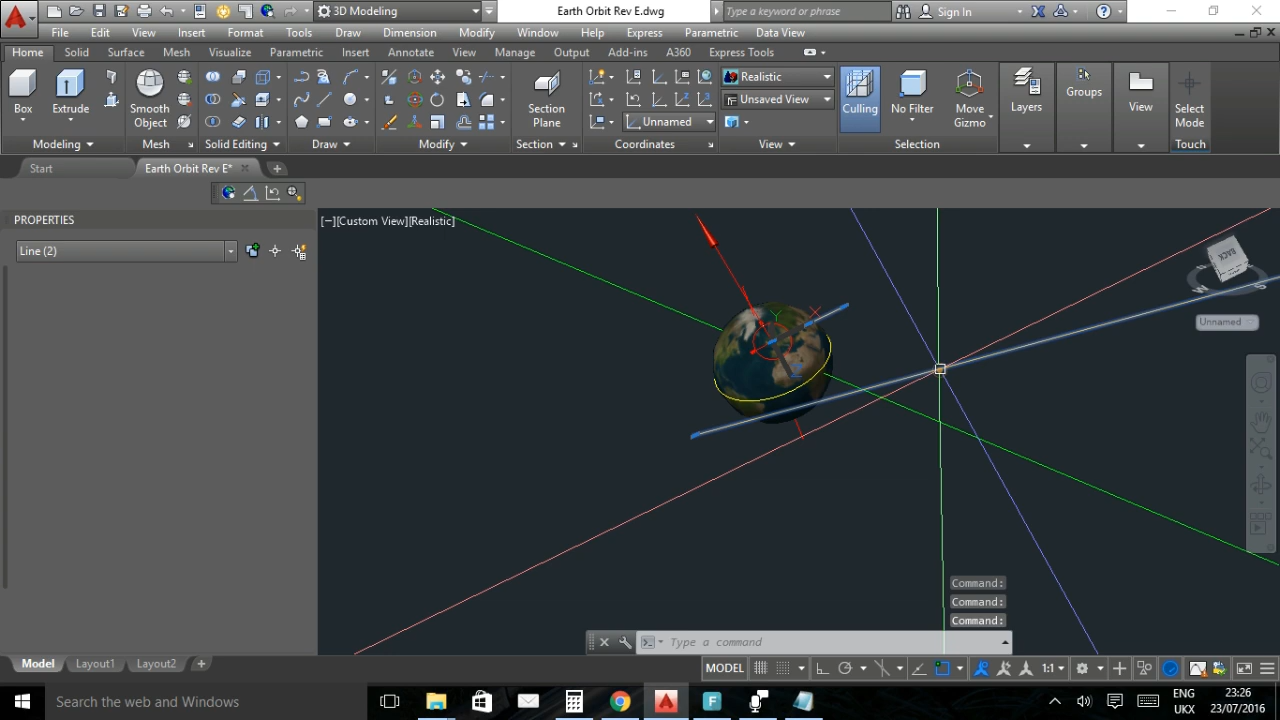 3D Modeling
Earth Orbit Rev E.dwg
Type a keyword or phrase
Sign In
File Edit View Insert Format Tools Draw Dimension Modify Window Help Express Parametric Data View
Home Solid Surface Mesh Visualize Parametric Insert Annotate View Manage Output Add-ins A360 Express Tools
Realistic
Unsaved View
Unnamed
Box
Extrude
Smooth
Object
Section
Plane
Culling
No Filter
Move
Gizmo
Layers
Groups
View
Select
Mode
Modeling Mesh Solid Editing Draw Modify Section Coordinates View Selection Touch
Start
Earth Orbit Rev E*
PROPERTIES
[−][Custom View][Realistic]
Line (2)
BACK
Unnamed
X
Y
Z
Command:
Command:
Command:
Type a command
Model Layout1 Layout2
MODEL
1:1
Search the web and Windows
ENG
UKX
23:26
23/07/2016